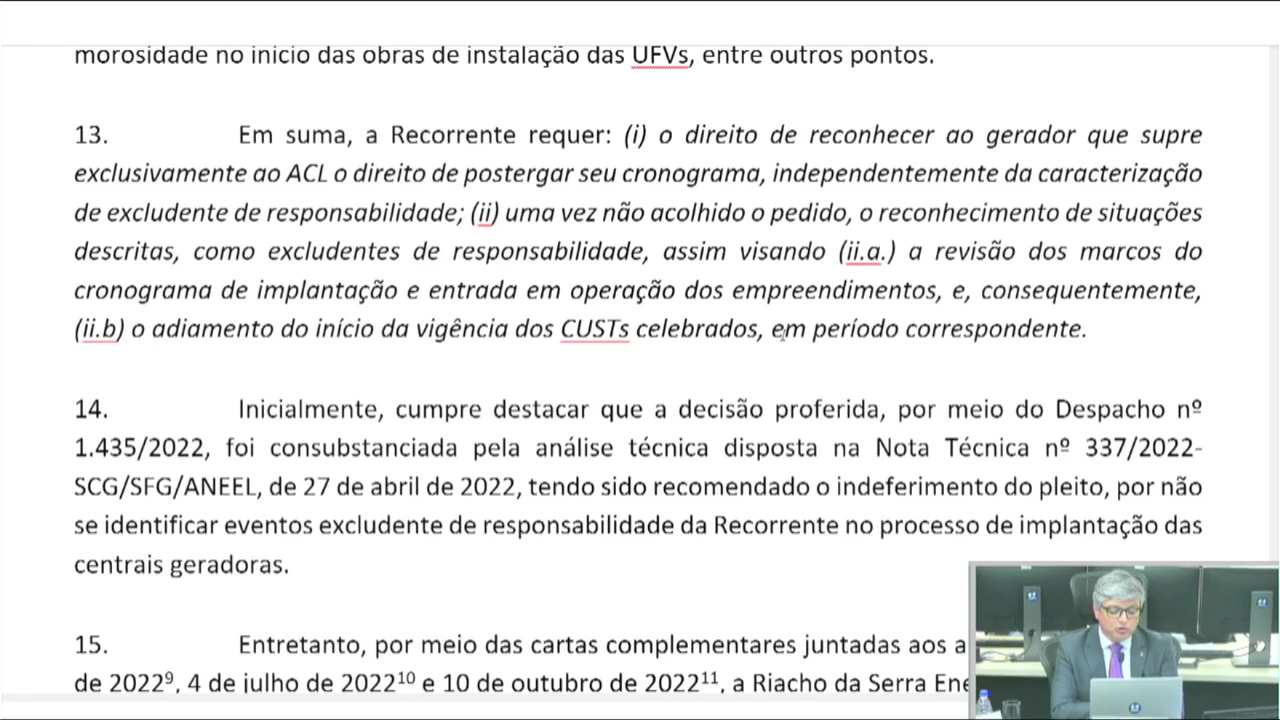 morosidade no início das obras de instalação das UFVs, entre outros pontos.
13. Em suma, a Recorrente requer: (i) o direito de reconhecer ao gerador que supre
exclusivamente ao ACL o direito de postergar seu cronograma, independentemente da caracterização
de excludente de responsabilidade; (ii) uma vez não acolhido o pedido, o reconhecimento de situações
descritas, como excludentes de responsabilidade, assim visando (ii.a.) a revisão dos marcos do
cronograma de implantação e entrada em operação dos empreendimentos, e, consequentemente,
(ii.b) o adiamento do início da vigência dos CUSTs celebrados, em período correspondente.
14. Inicialmente, cumpre destacar que a decisão proferida, por meio do Despacho nº
1.435/2022, foi consubstanciada pela análise técnica disposta na Nota Técnica nº 337/2022-
SCG/SFG/ANEEL, de 27 de abril de 2022, tendo sido recomendado o indeferimento do pleito, por não
se identificar eventos excludente de responsabilidade da Recorrente no processo de implantação das
centrais geradoras.
15. Entretanto, por meio das cartas complementares juntadas aos a
de 2022⁹, 4 de julho de 2022¹⁰ e 10 de outubro de 2022¹¹, a Riacho da Serra Ene